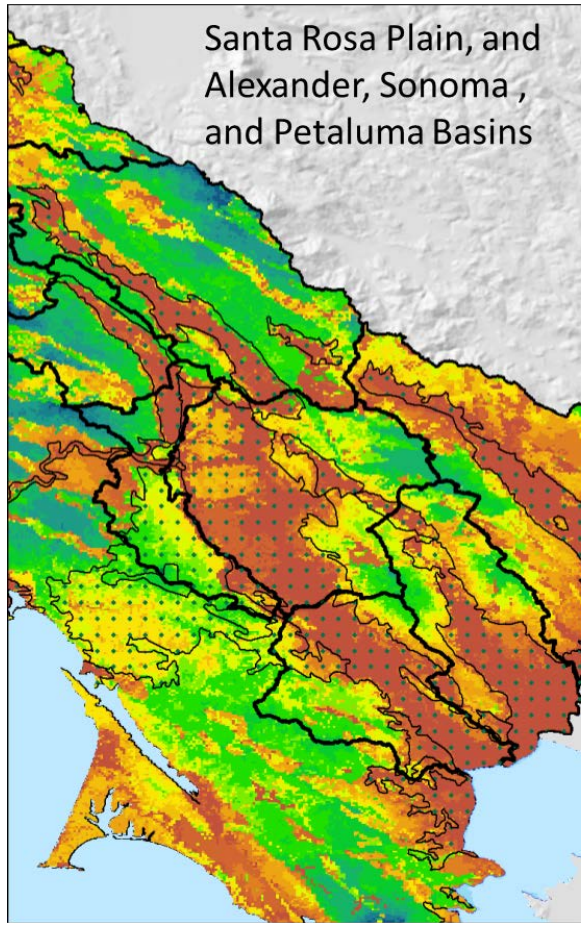 Santa Rosa Plain, and
Alexander, Sonoma ,
and Petaluma Basins